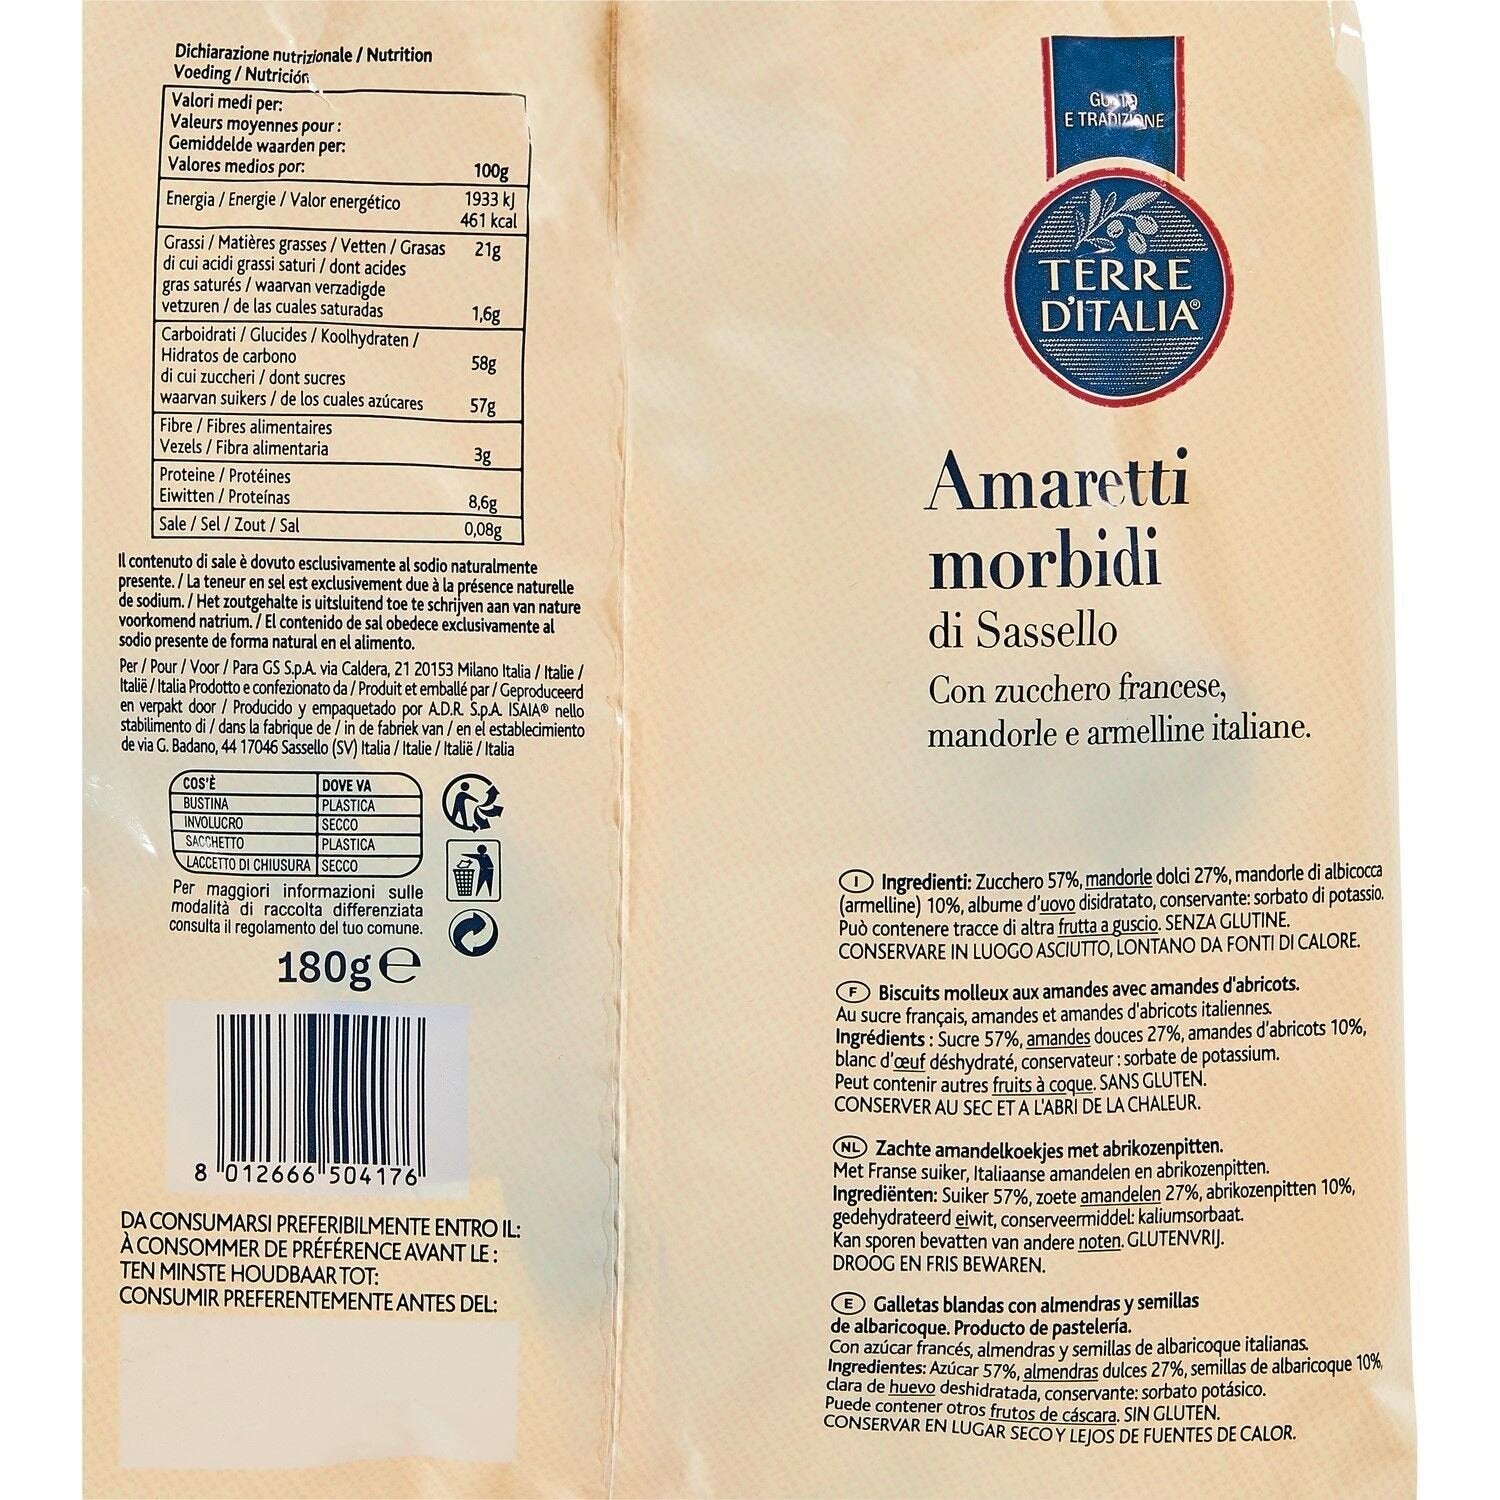 Dichiarazione nutrizionale / Nutrition
Voeding / Nutrición
Valori medi per:
Valeurs moyennes pour :
Gemiddelde waarden per:
Valores medios por: 100g
Energia / Energie / Valor energético 1933 kJ
461 kcal
Grassi / Matières grasses / Vetten / Grasas 21g
di cui acidi grassi saturi / dont acides
gras saturés / waarvan verzadigde
vetzuren / de las cuales saturadas 1,6g
Carboidrati / Glucides / Koolhydraten /
Hidratos de carbono 58g
di cui zuccheri / dont sucres
waarvan suikers / de los cuales azúcares 57g
Fibre / Fibres alimentaires
Vezels / Fibra alimentaria 3g
Proteine / Protéines
Eiwitten / Proteínas 8,6g
Sale / Sel / Zout / Sal 0,08g
Il contenuto di sale è dovuto esclusivamente al sodio naturalmente
presente. / La teneur en sel est exclusivement due à la présence naturelle
de sodium. / Het zoutgehalte is uitsluitend toe te schrijven aan van nature
voorkomend natrium. / El contenido de sal obedece exclusivamente al
sodio presente de forma natural en el alimento.
Per / Pour / Voor / Para GS S.p.A. via Caldera, 21 20153 Milano Italia / Italie /
Italië / Italia Prodotto e confezionato da / Produit et emballé par / Geproduceerd
en verpakt door / Producido y empaquetado por A.D.R. S.p.A. ISAIA® nello
stabilimento di / dans la fabrique de / in de fabriek van / en el establecimiento
de via G. Badano, 44 17046 Sassello (SV) Italia / Italie / Italië / Italia
COS'È DOVE VA
BUSTINA PLASTICA
INVOLUCRO SECCO
SACCHETTO PLASTICA
LACCETTO DI CHIUSURA SECCO
Per maggiori informazioni sulle
modalità di raccolta differenziata
consulta il regolamento del tuo comune.
180g e
8 012666 504176
DA CONSUMARSI PREFERIBILMENTE ENTRO IL:
À CONSOMMER DE PRÉFÉRENCE AVANT LE :
TEN MINSTE HOUDBAAR TOT:
CONSUMIR PREFERENTEMENTE ANTES DEL:
GUSTO
E TRADIZIONE
TERRE
D'ITALIA®
Amaretti
morbidi
di Sassello
Con zucchero francese,
mandorle e armelline italiane.
I Ingredienti: Zucchero 57%, mandorle dolci 27%, mandorle di albicocca
(armelline) 10%, albume d'uovo disidratato, conservante: sorbato di potassio.
Può contenere tracce di altra frutta a guscio. SENZA GLUTINE.
CONSERVARE IN LUOGO ASCIUTTO, LONTANO DA FONTI DI CALORE.
F Biscuits molleux aux amandes avec amandes d'abricots.
Au sucre français, amandes et amandes d'abricots italiennes.
Ingrédients : Sucre 57%, amandes douces 27%, amandes d'abricots 10%,
blanc d'œuf déshydraté, conservateur : sorbate de potassium.
Peut contenir autres fruits à coque. SANS GLUTEN.
CONSERVER AU SEC ET A L'ABRI DE LA CHALEUR.
NL Zachte amandelkoekjes met abrikozenpitten.
Met Franse suiker, Italiaanse amandelen en abrikozenpitten.
Ingrediënten: Suiker 57%, zoete amandelen 27%, abrikozenpitten 10%,
gedehydrateerd eiwit, conserveermiddel: kaliumsorbaat.
Kan sporen bevatten van andere noten. GLUTENVRIJ.
DROOG EN FRIS BEWAREN.
E Galletas blandas con almendras y semillas
de albaricoque. Producto de pastelería.
Con azúcar francés, almendras y semillas de albaricoque italianas.
Ingredientes: Azúcar 57%, almendras dulces 27%, semillas de albaricoque 10%,
clara de huevo deshidratada, conservante: sorbato potásico.
Puede contener otros frutos de cáscara. SIN GLUTEN.
CONSERVAR EN LUGAR SECO Y LEJOS DE FUENTES DE CALOR.